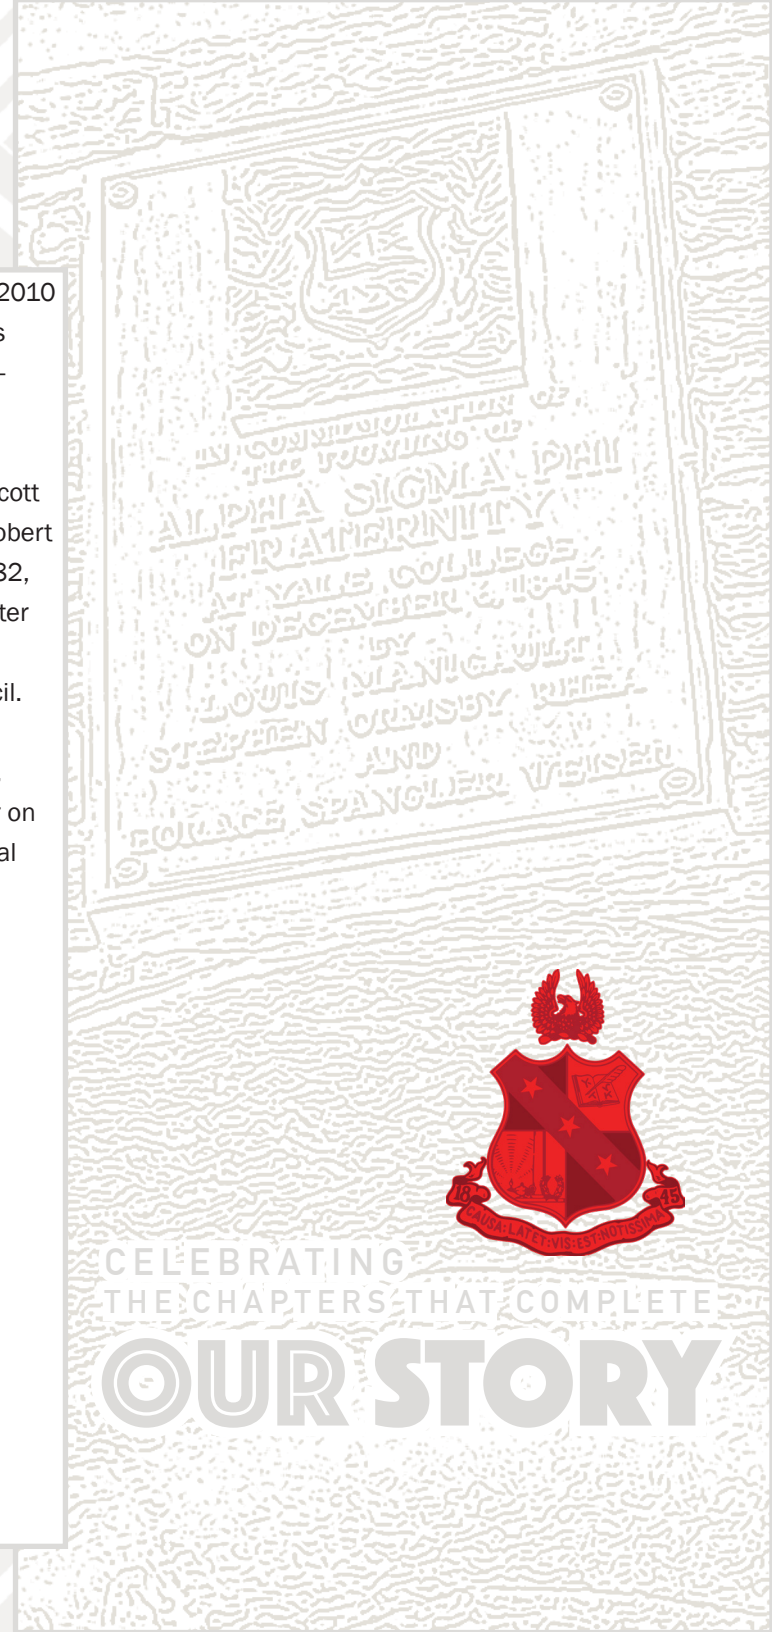 2010
s
-
cott
obert
32,
ter
cil.
.
r on
al
IN COMMEMORATION OF
THE FOUNDING OF
ALPHA SIGMA PHI
FRATERNITY
AT YALE COLLEGE
ON DECEMBER 6, 1845
BY
LOUIS MANIGAULT
STEPHEN ORMSBY RHEA
AND
HORACE SPANGLER WEISER
18 45
CAUSA:LATET:VIS:EST:NOTISSIMA
CELEBRATING
THE CHAPTERS THAT COMPLETE
OUR STORY